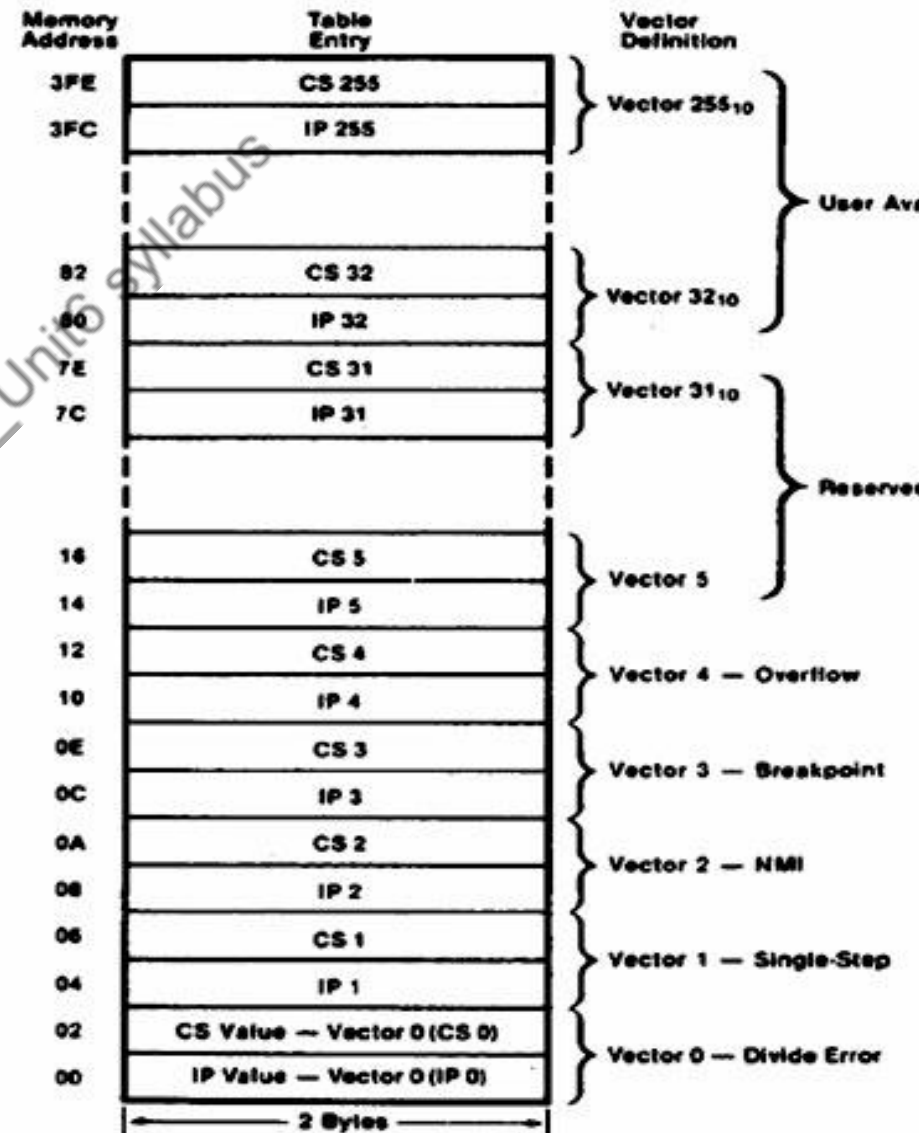 Memory Address
Table Entry
Vector Definition
3FE
CS 255
3FC
IP 255
Vector 255₁₀
User Ava
_Unit6 syllabus
82
CS 32
80
IP 32
Vector 32₁₀
7E
CS 31
7C
IP 31
Vector 31₁₀
Reserved
16
CS 5
14
IP 5
Vector 5
12
CS 4
10
IP 4
Vector 4 — Overflow
0E
CS 3
0C
IP 3
Vector 3 — Breakpoint
0A
CS 2
08
IP 2
Vector 2 — NMI
06
CS 1
04
IP 1
Vector 1 — Single-Step
02
CS Value — Vector 0 (CS 0)
00
IP Value — Vector 0 (IP 0)
Vector 0 — Divide Error
2 Bytes